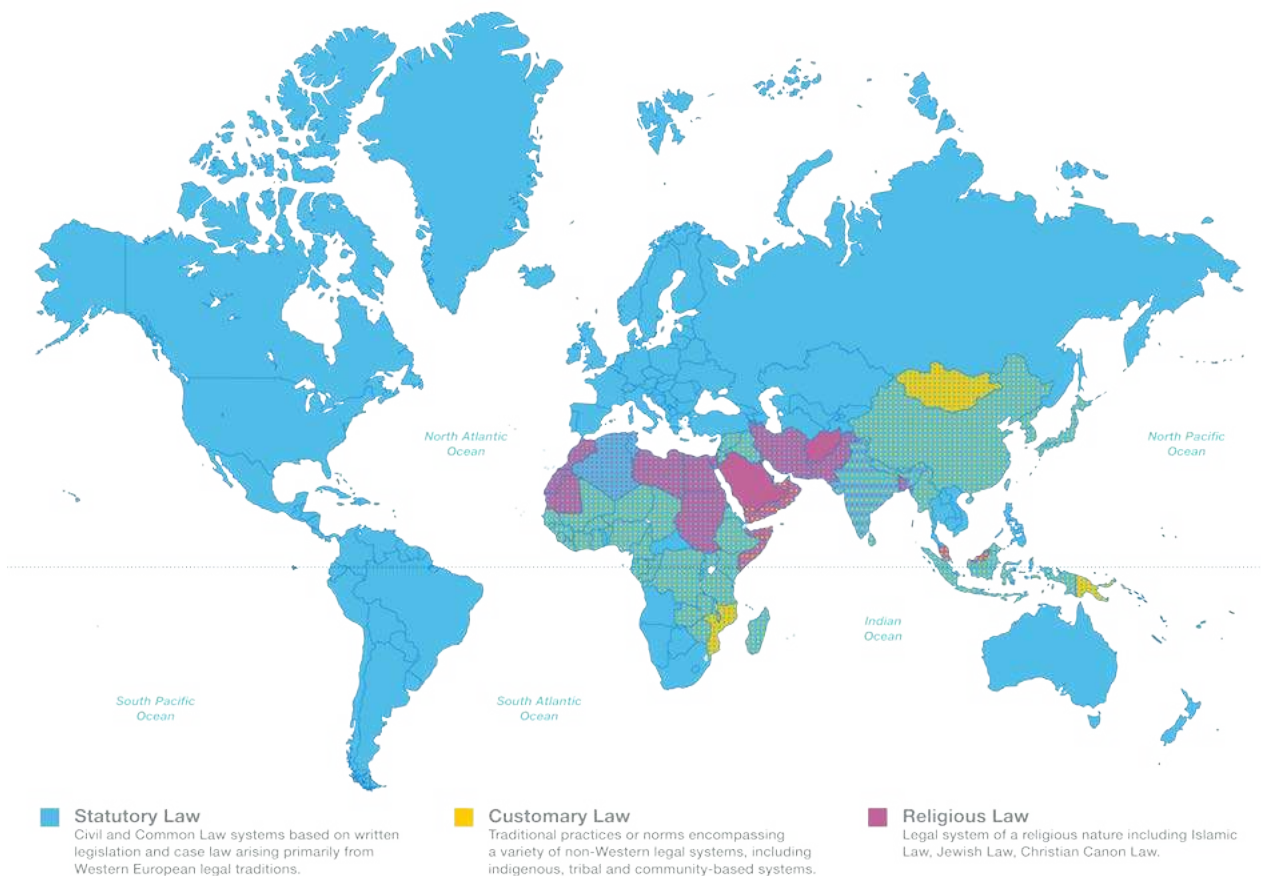 North Atlantic
Ocean
North Pacific
Ocean
Indian
Ocean
South Pacific
Ocean
South Atlantic
Ocean
Statutory Law
Civil and Common Law systems based on written
legislation and case law arising primarily from
Western European legal traditions.
Customary Law
Traditional practices or norms encompassing
a variety of non-Western legal systems, including
indigenous, tribal and community-based systems.
Religious Law
Legal system of a religious nature including Islamic
Law, Jewish Law, Christian Canon Law.